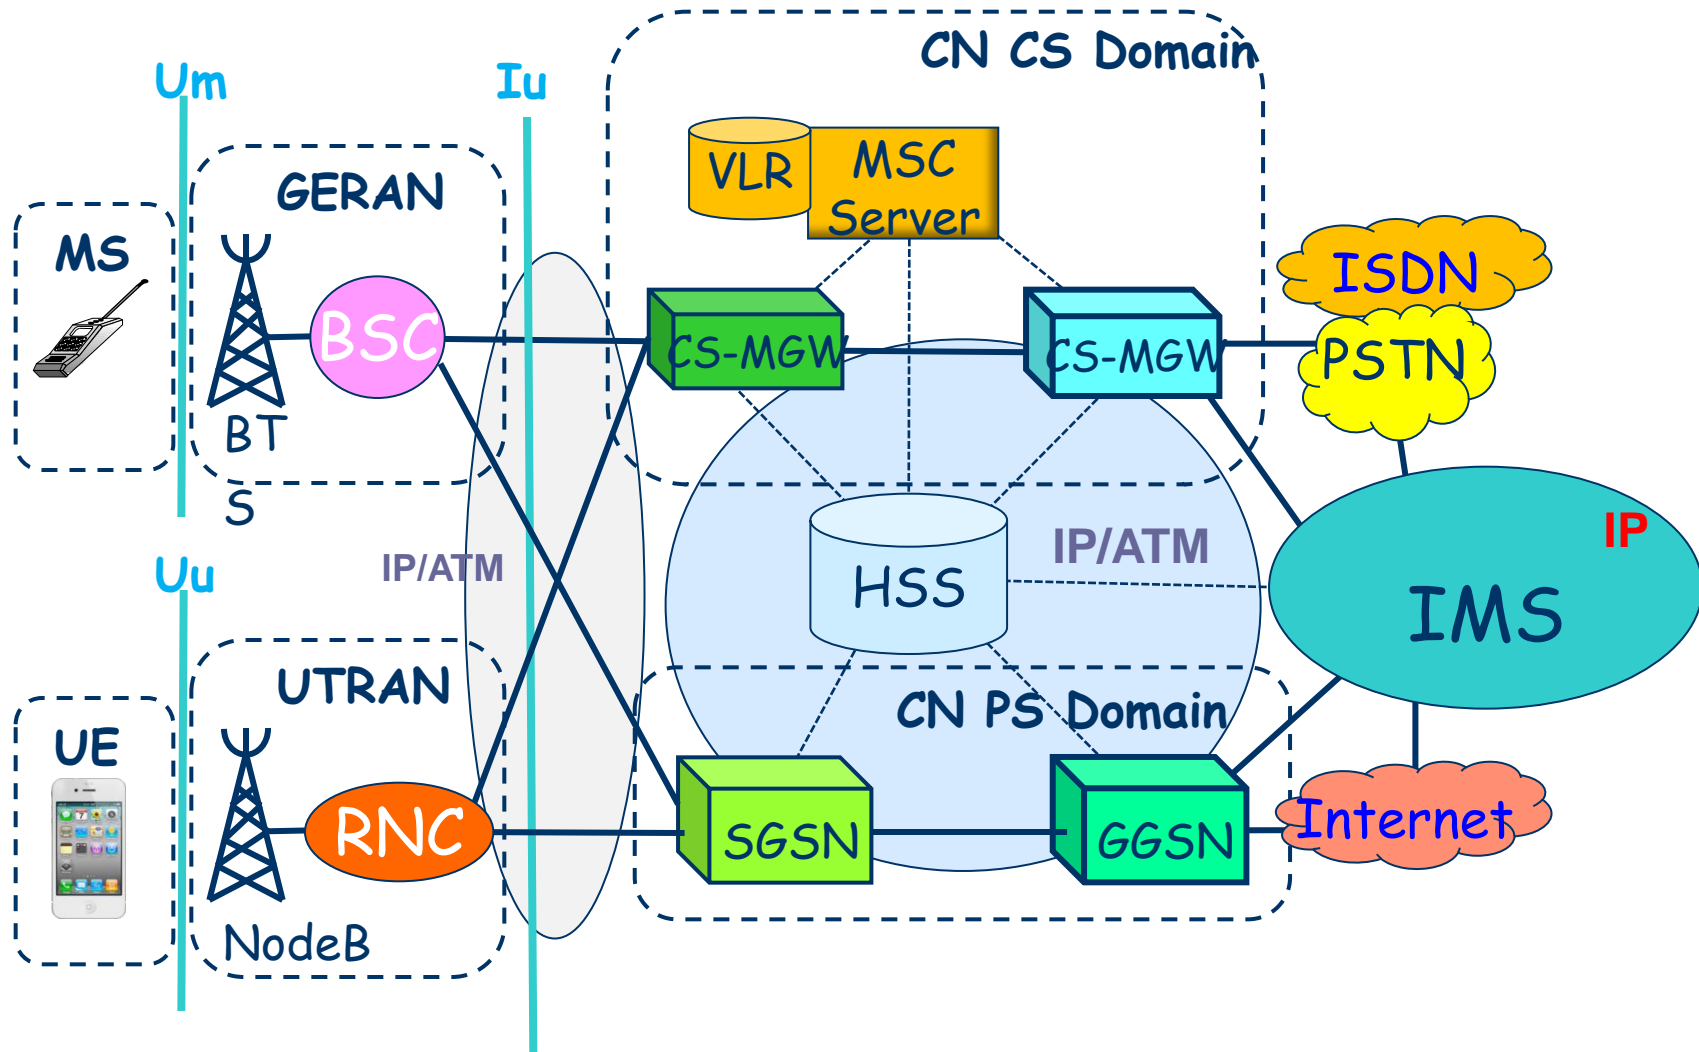 CN CS Domain
Um
Iu
VLR
MSC
Server
GERAN
MS
ISDN
BSC
CS-MGW
CS-MGW
PSTN
BT
S
IP
IP/ATM
IP/ATM
Uu
HSS
IMS
UTRAN
CN PS Domain
UE
RNC
SGSN
GGSN
Internet
NodeB